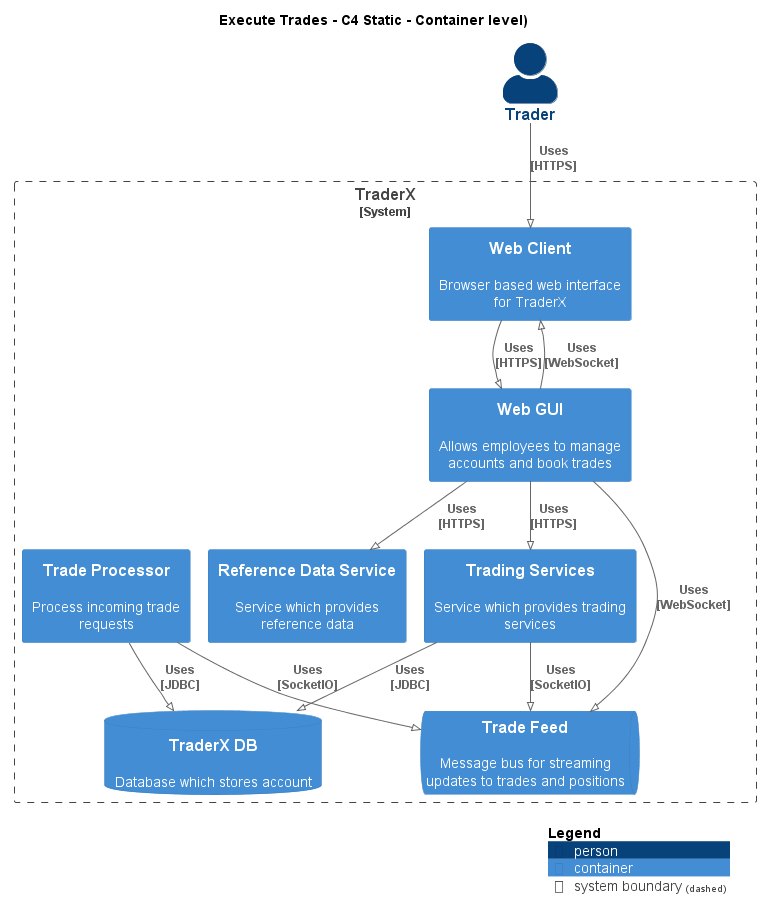 Execute Trades - C4 Static - Container level)
Trader
Uses
[HTTPS]
TraderX
[System]
Web Client
Browser based web interface
for TraderX
Uses
[HTTPS]
Uses
[WebSocket]
Web GUI
Allows employees to manage
accounts and book trades
Uses
[HTTPS]
Uses
[HTTPS]
Uses
[WebSocket]
Trade Processor
Process incoming trade
requests
Reference Data Service
Service which provides
reference data
Trading Services
Service which provides trading
services
Uses
[JDBC]
Uses
[SocketIO]
Uses
[JDBC]
Uses
[SocketIO]
TraderX DB
Database which stores account
Trade Feed
Message bus for streaming
updates to trades and positions
Legend
person
container
system boundary (dashed)